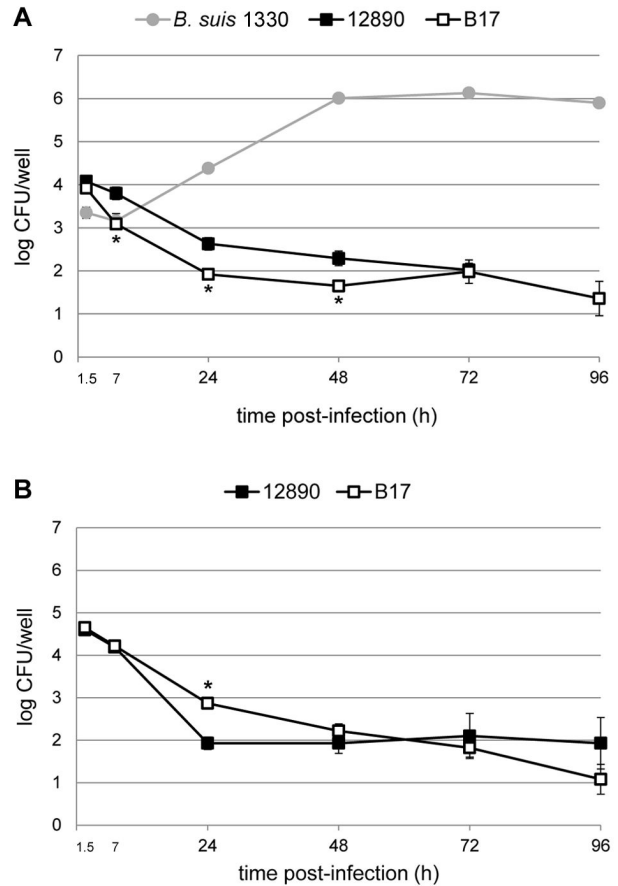 A
B. suis 1330 12890 B17
7
6
5
4
3
2
1
0
log CFU/well
*
*
*
1.5 7 24 48 72 96
time post-infection (h)
B
12890 B17
7
6
5
4
3
2
1
0
log CFU/well
*
1.5 7 24 48 72 96
time post-infection (h)